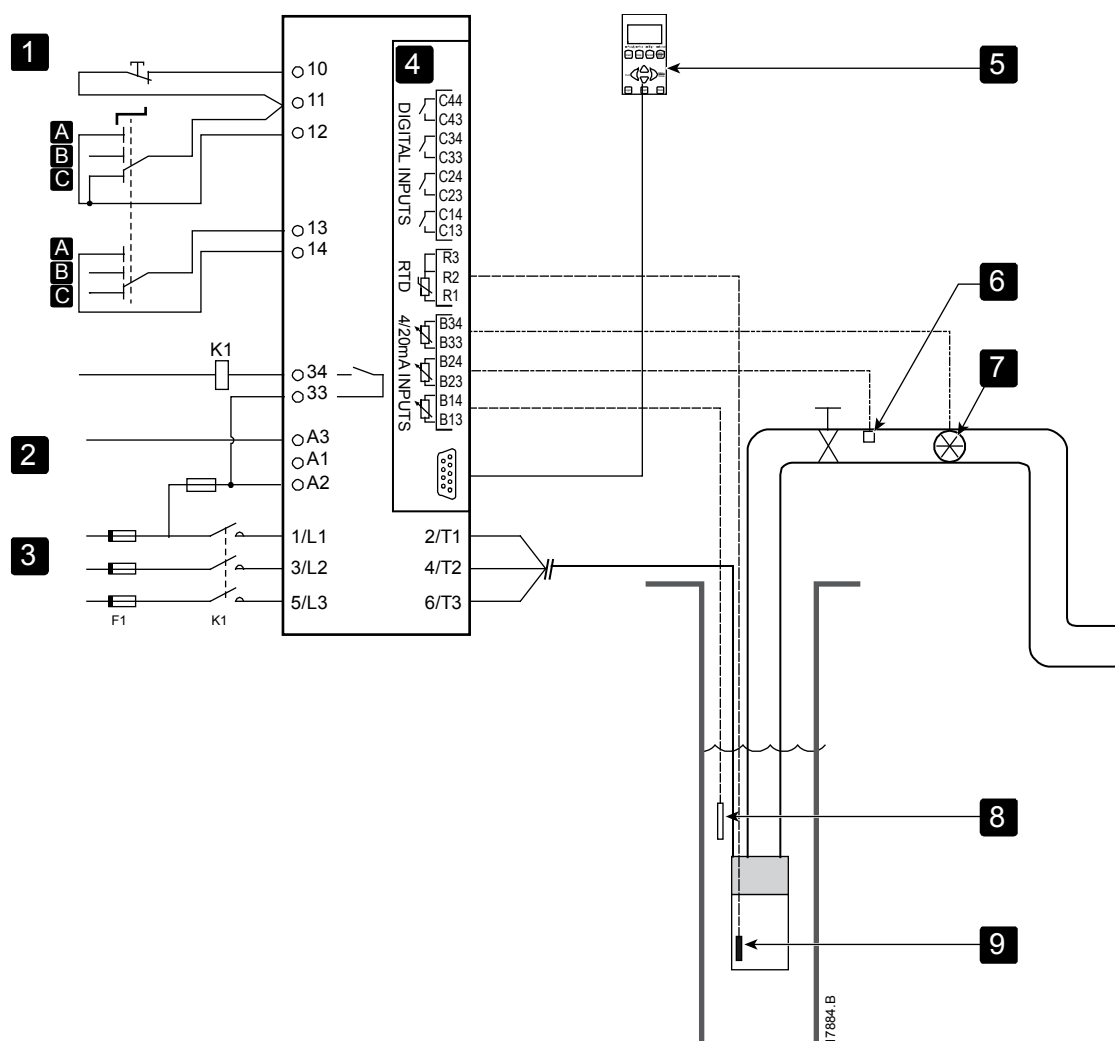 1
10
11
12
A
B
C
13
14
A
B
C
K1
34
33
2
A3
A1
A2
3
1/L1
3/L2
5/L3
F1
K1
2/T1
4/T2
6/T3
4
DIGITAL INPUTS
C44
C43
C34
C33
C24
C23
C14
C13
RTD
R3
R2
R1
4/20mA INPUTS
B34
B33
B24
B23
B14
B13
5
6
7
8
9
17884.B